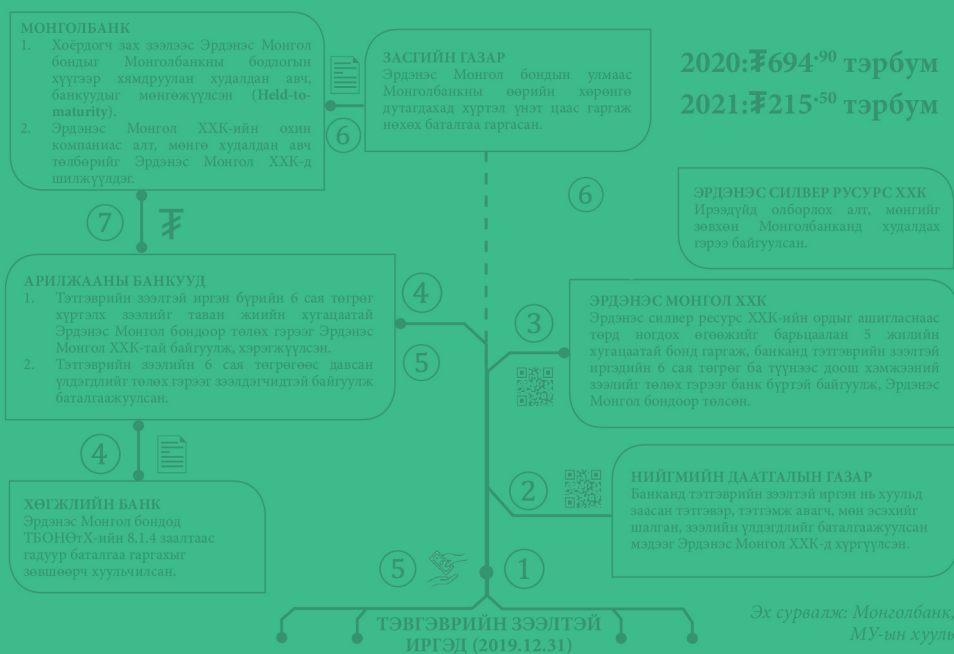 МОНГОЛБАНК
1. Хоёрдогч зах зээлээс Эрдэнэс Монгол
бондыг Монголбанкны бодлогын
хүүгээр хямдруулан худалдан авч,
банкуудыг мөнгөжүүлсэн (Held-to-
maturity).
2. Эрдэнэс Монгол ХХК-ийн охин
компаниас алт, мөнгө худалдан авч
төлбөрийг Эрдэнэс Монгол ХХК-д
шилжүүлдэг.
ЗАСГИЙН ГАЗАР
Эрдэнэс Монгол бондын улмаас
Монголбанкны өөрийн хөрөнгө
дутагдахад хүртэл үнэт цаас гаргаж
нөхөх баталгаа гаргасан.
6
2020:₮694.90 тэрбум
2021:₮215.50 тэрбум
6
ЭРДЭНЭС СИЛВЕР РУСУРС ХХК
Ирээдүйд олборлох алт, мөнгийг
зөвхөн Монголбанканд худалдах
гэрээ байгуулсан.
7
₮
АРИЛЖААНЫ БАНКУУД
1. Тэтгэврийн зээлтэй иргэн бүрийн 6 сая төгрөг
хүртэлх зээлийг таван жийн хугацаатай
Эрдэнэс Монгол бондоор төлөх гэрээг Эрдэнэс
Монгол ХХК-тай байгуулж, хэрэгжүүлсэн.
2. Тэтгэврийн зээлийн 6 сая төгрөгөөс давсан
үлдэгдлийг төлөх гэрээг зээлдэгчидтэй байгуулж
баталгаажуулсан.
4
5
3
ЭРДЭНЭС МОНГОЛ ХХК
Эрдэнэс силвер ресурс ХХК-ийн ордыг ашигласнаас
төрд ногдох өгөөжийг барьцаалан 5 жилийн
хугацаатай бонд гаргаж, банканд тэтгэврийн зээлтэй
иргэдийн 6 сая төгрөг ба түүнээс доош хэмжээний
зээлийг төлөх гэрээг банк бүртэй байгуулж, Эрдэнэс
Монгол бондоор төлсөн.
4
ХӨГЖЛИЙН БАНК
Эрдэнэс Монгол бондод
ТБОНӨтХ-ийн 8.1.4 заалтаас
гадуур баталгаа гаргахыг
зөвшөөрч хуульчилсан.
2
НИЙГМИЙН ДААТГАЛЫН ГАЗАР
Банканд тэтгэврийн зээлтэй иргэн нь хуульд
заасан тэтгэвэр, тэтгэмж авагч, мөн эсэхийг
шалган, зээлийн үлдэгдлийг баталгаажуулсан
мэдээг Эрдэнэс Монгол ХХК-д хүргүүлсэн.
5
1
ТЭВГЭВРИЙН ЗЭЭЛТЭЙ
ИРГЭД (2019.12.31)
Эх сурвалж: Монголбанк,
МУ-ын хууль